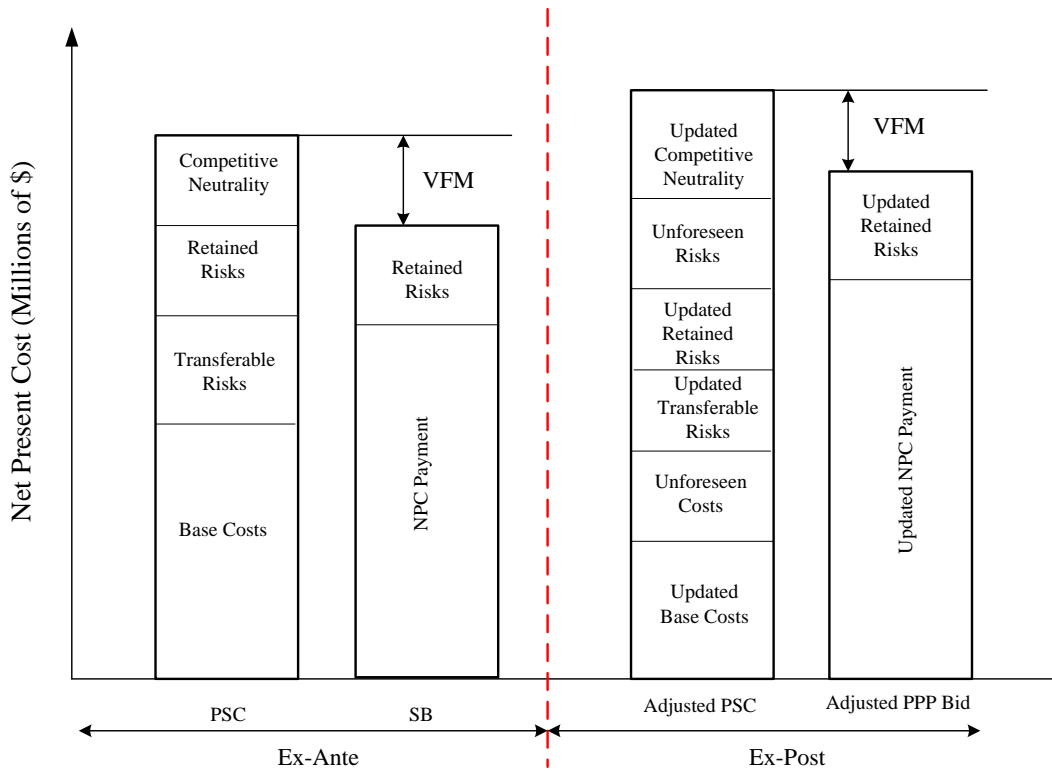 Net Present Cost (Millions of $)
Competitive
Neutrality
Retained
Risks
Transferable
Risks
Base Costs
VFM
Retained
Risks
NPC Payment
Updated
Competitive
Neutrality
Unforeseen
Risks
Updated
Retained
Risks
Updated
Transferable
Risks
Unforeseen
Costs
Updated
Base Costs
VFM
Updated
Retained
Risks
Updated NPC Payment
PSC
SB
Adjusted PSC
Adjusted PPP Bid
Ex-Ante
Ex-Post